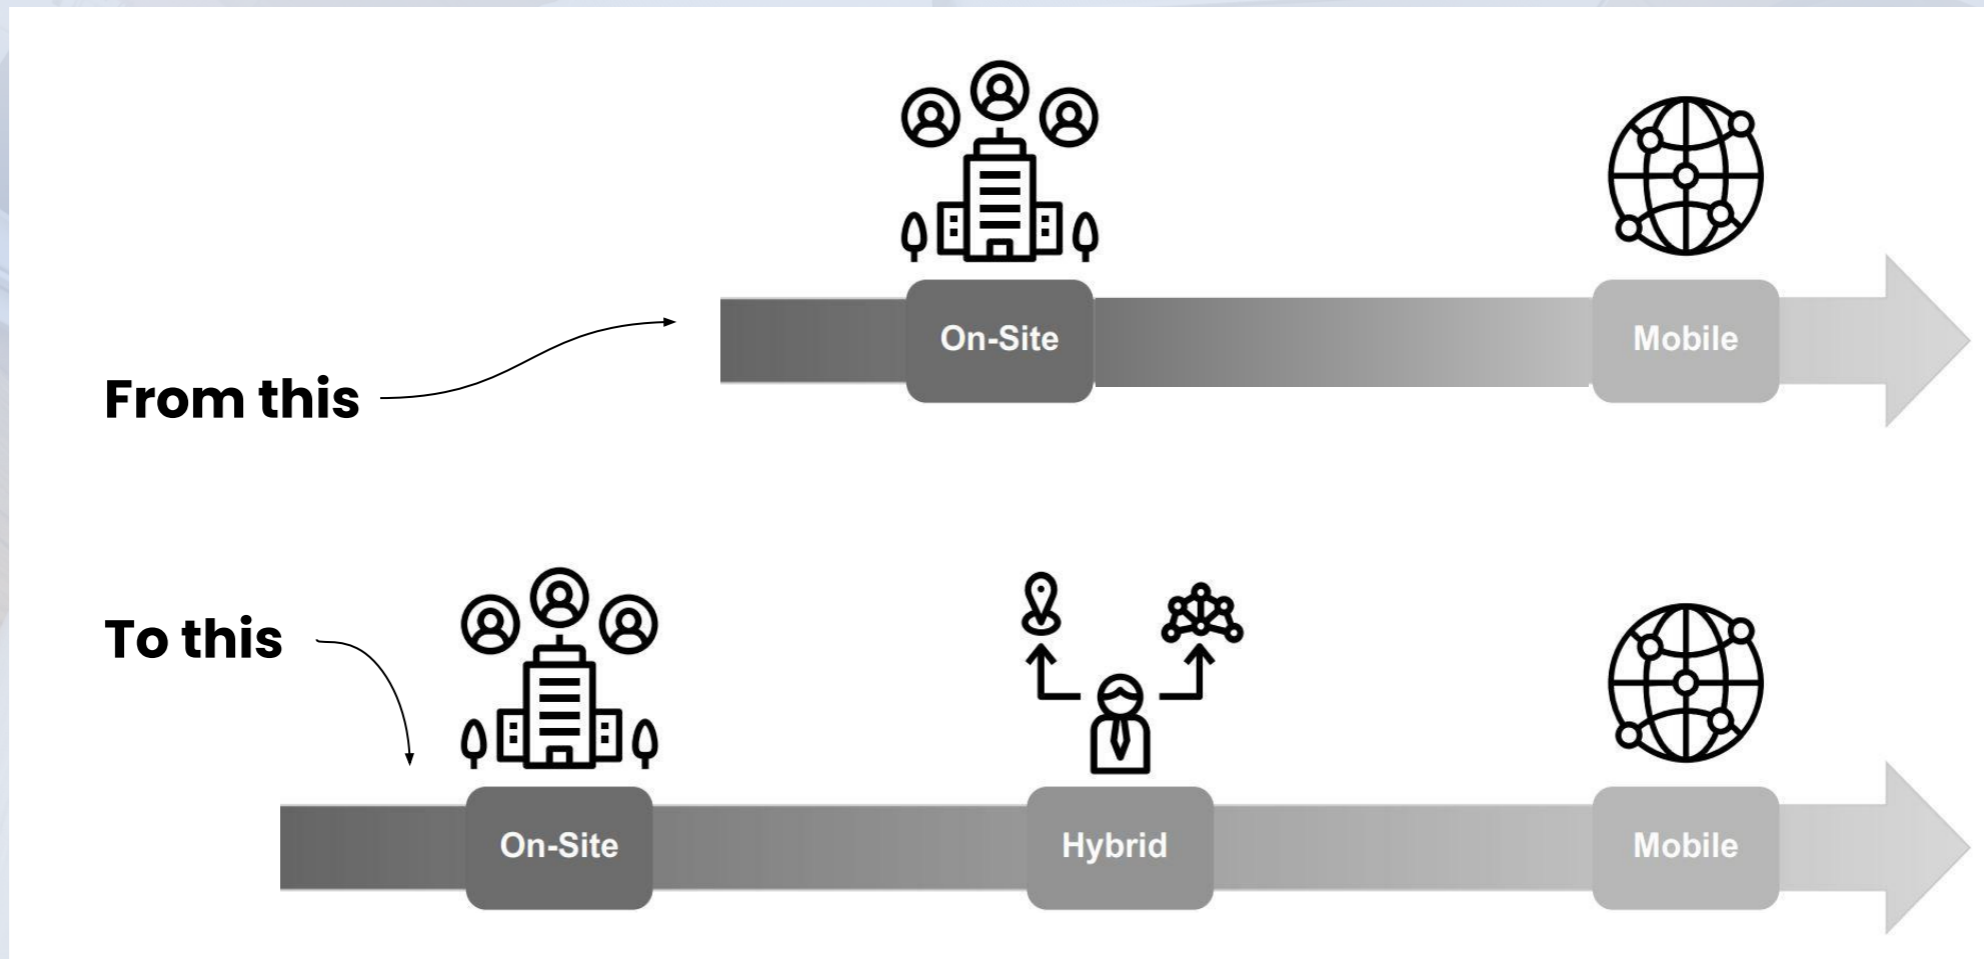 On-Site
Mobile
From this
To this
On-Site
Hybrid
Mobile